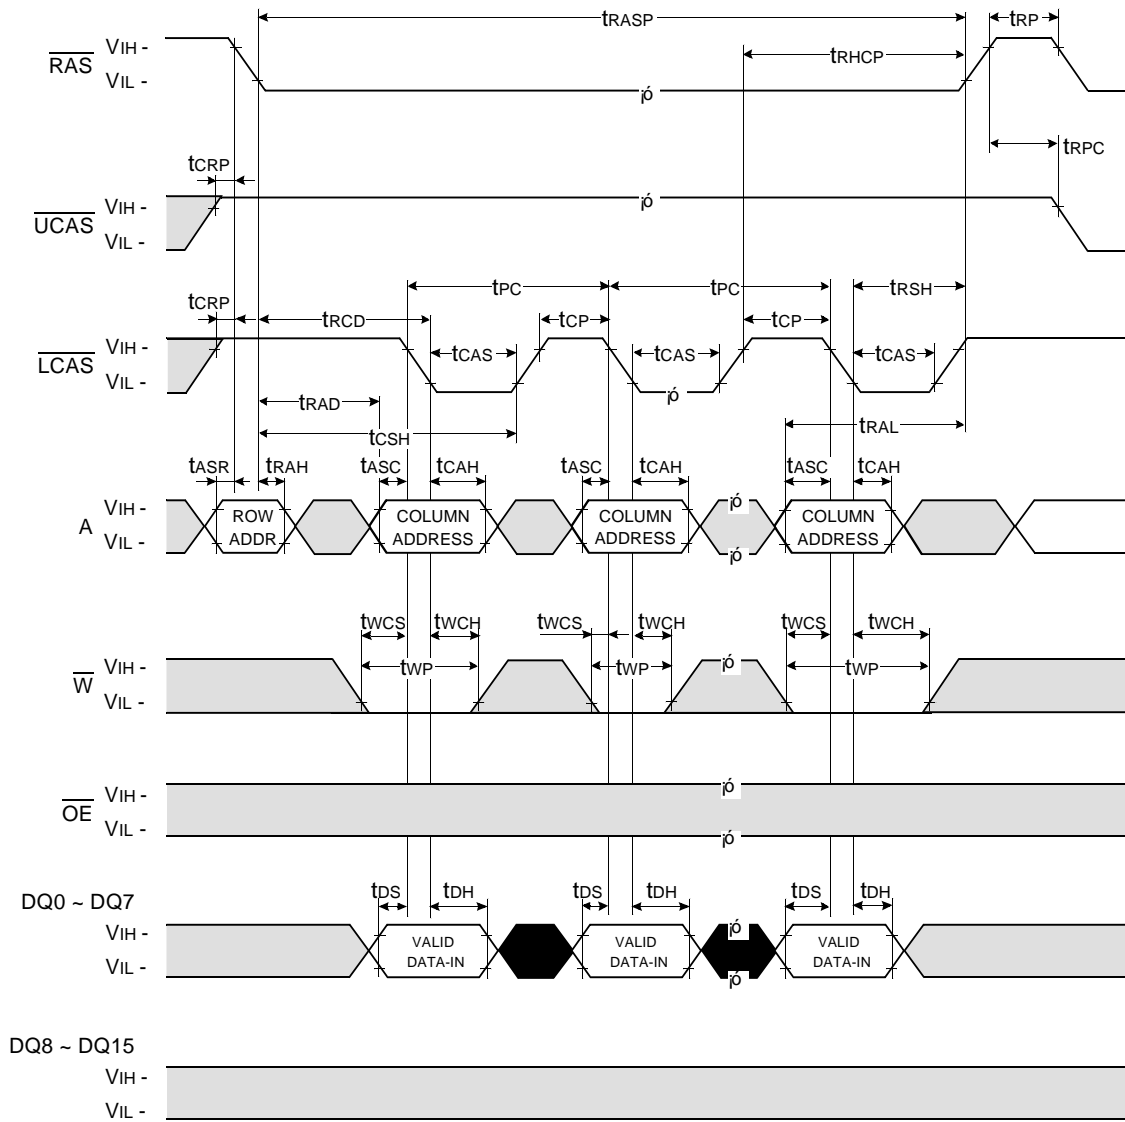 tRASP
tRP
RAS
VIH -
VIL -
tRHCP
¡ó
tRPC
tCRP
UCAS
VIH -
VIL -
¡ó
tCRP
tPC
tPC
tRSH
tRCD
tCP
tCP
LCAS
VIH -
VIL -
tCAS
tCAS
tCAS
¡ó
tRAD
tCSH
tRAL
tASR
tRAH
tASC
tCAH
tASC
tCAH
tASC
tCAH
A
VIH -
VIL -
ROW
ADDR
COLUMN
ADDRESS
COLUMN
ADDRESS
¡ó
¡ó
COLUMN
ADDRESS
tWCS
tWCH
tWCS
tWCH
tWCS
tWCH
W
VIH -
VIL -
tWP
tWP
¡ó
tWP
OE
VIH -
VIL -
¡ó
¡ó
DQ0 ~ DQ7
tDS
tDH
tDS
tDH
tDS
tDH
VIH -
VIL -
VALID
DATA-IN
VALID
DATA-IN
¡ó
¡ó
VALID
DATA-IN
DQ8 ~ DQ15
VIH -
VIL -